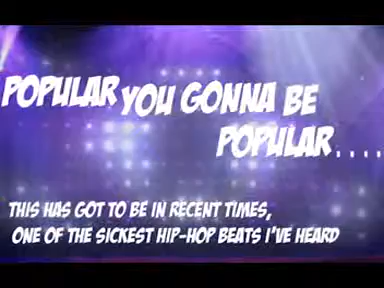 POPULAR YOU GONNA BE
POPULAR....
THIS HAS GOT TO BE IN RECENT TIMES,
ONE OF THE SICKEST HIP-HOP BEATS I'VE HEARD